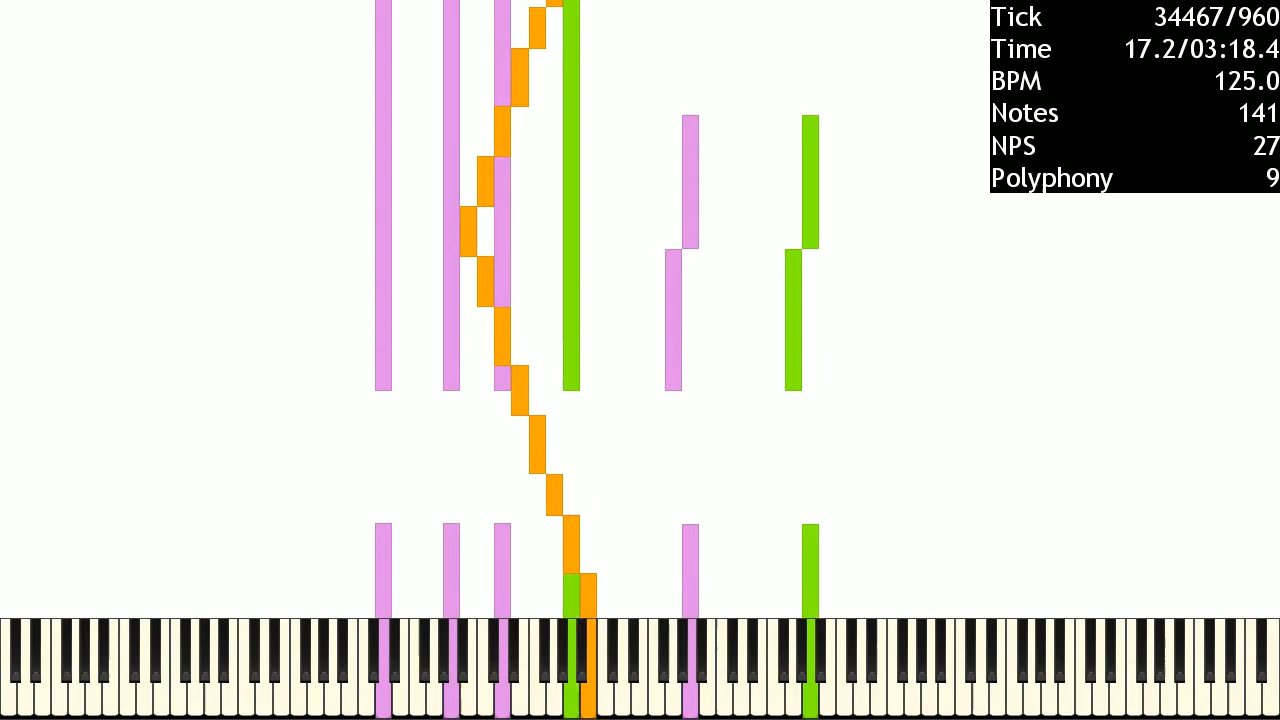 Tick 34467/960
Time 17.2/03:18.4
BPM 125.0
Notes 141
NPS 27
Polyphony 9